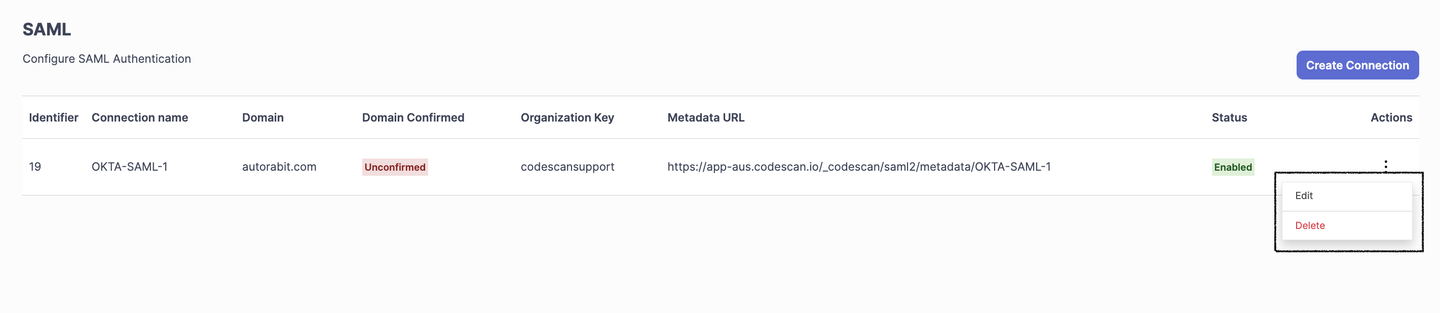 SAML
Configure SAML Authentication
Create Connection
Identifier Connection name Domain Domain Confirmed Organization Key Metadata URL Status Actions
19 OKTA-SAML-1 autorabit.com Unconfirmed codescansupport https://app-aus.codescan.io/_codescan/saml2/metadata/OKTA-SAML-1 Enabled
Edit
Delete